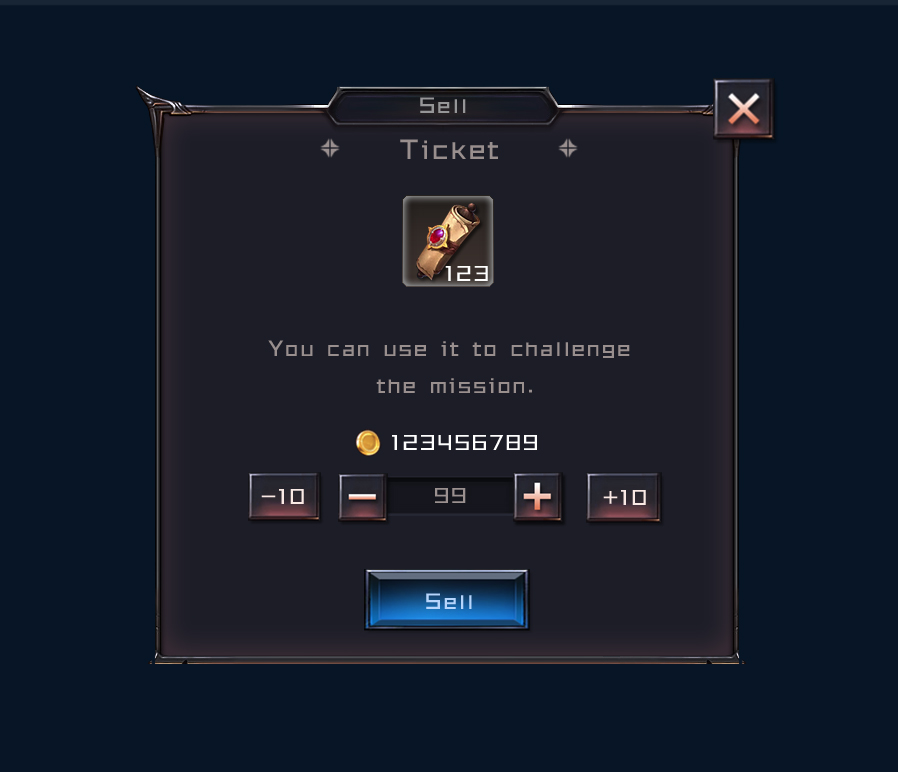 Sell
Ticket
123
You can use it to challenge
the mission.
123456789
-10
99
+10
Sell